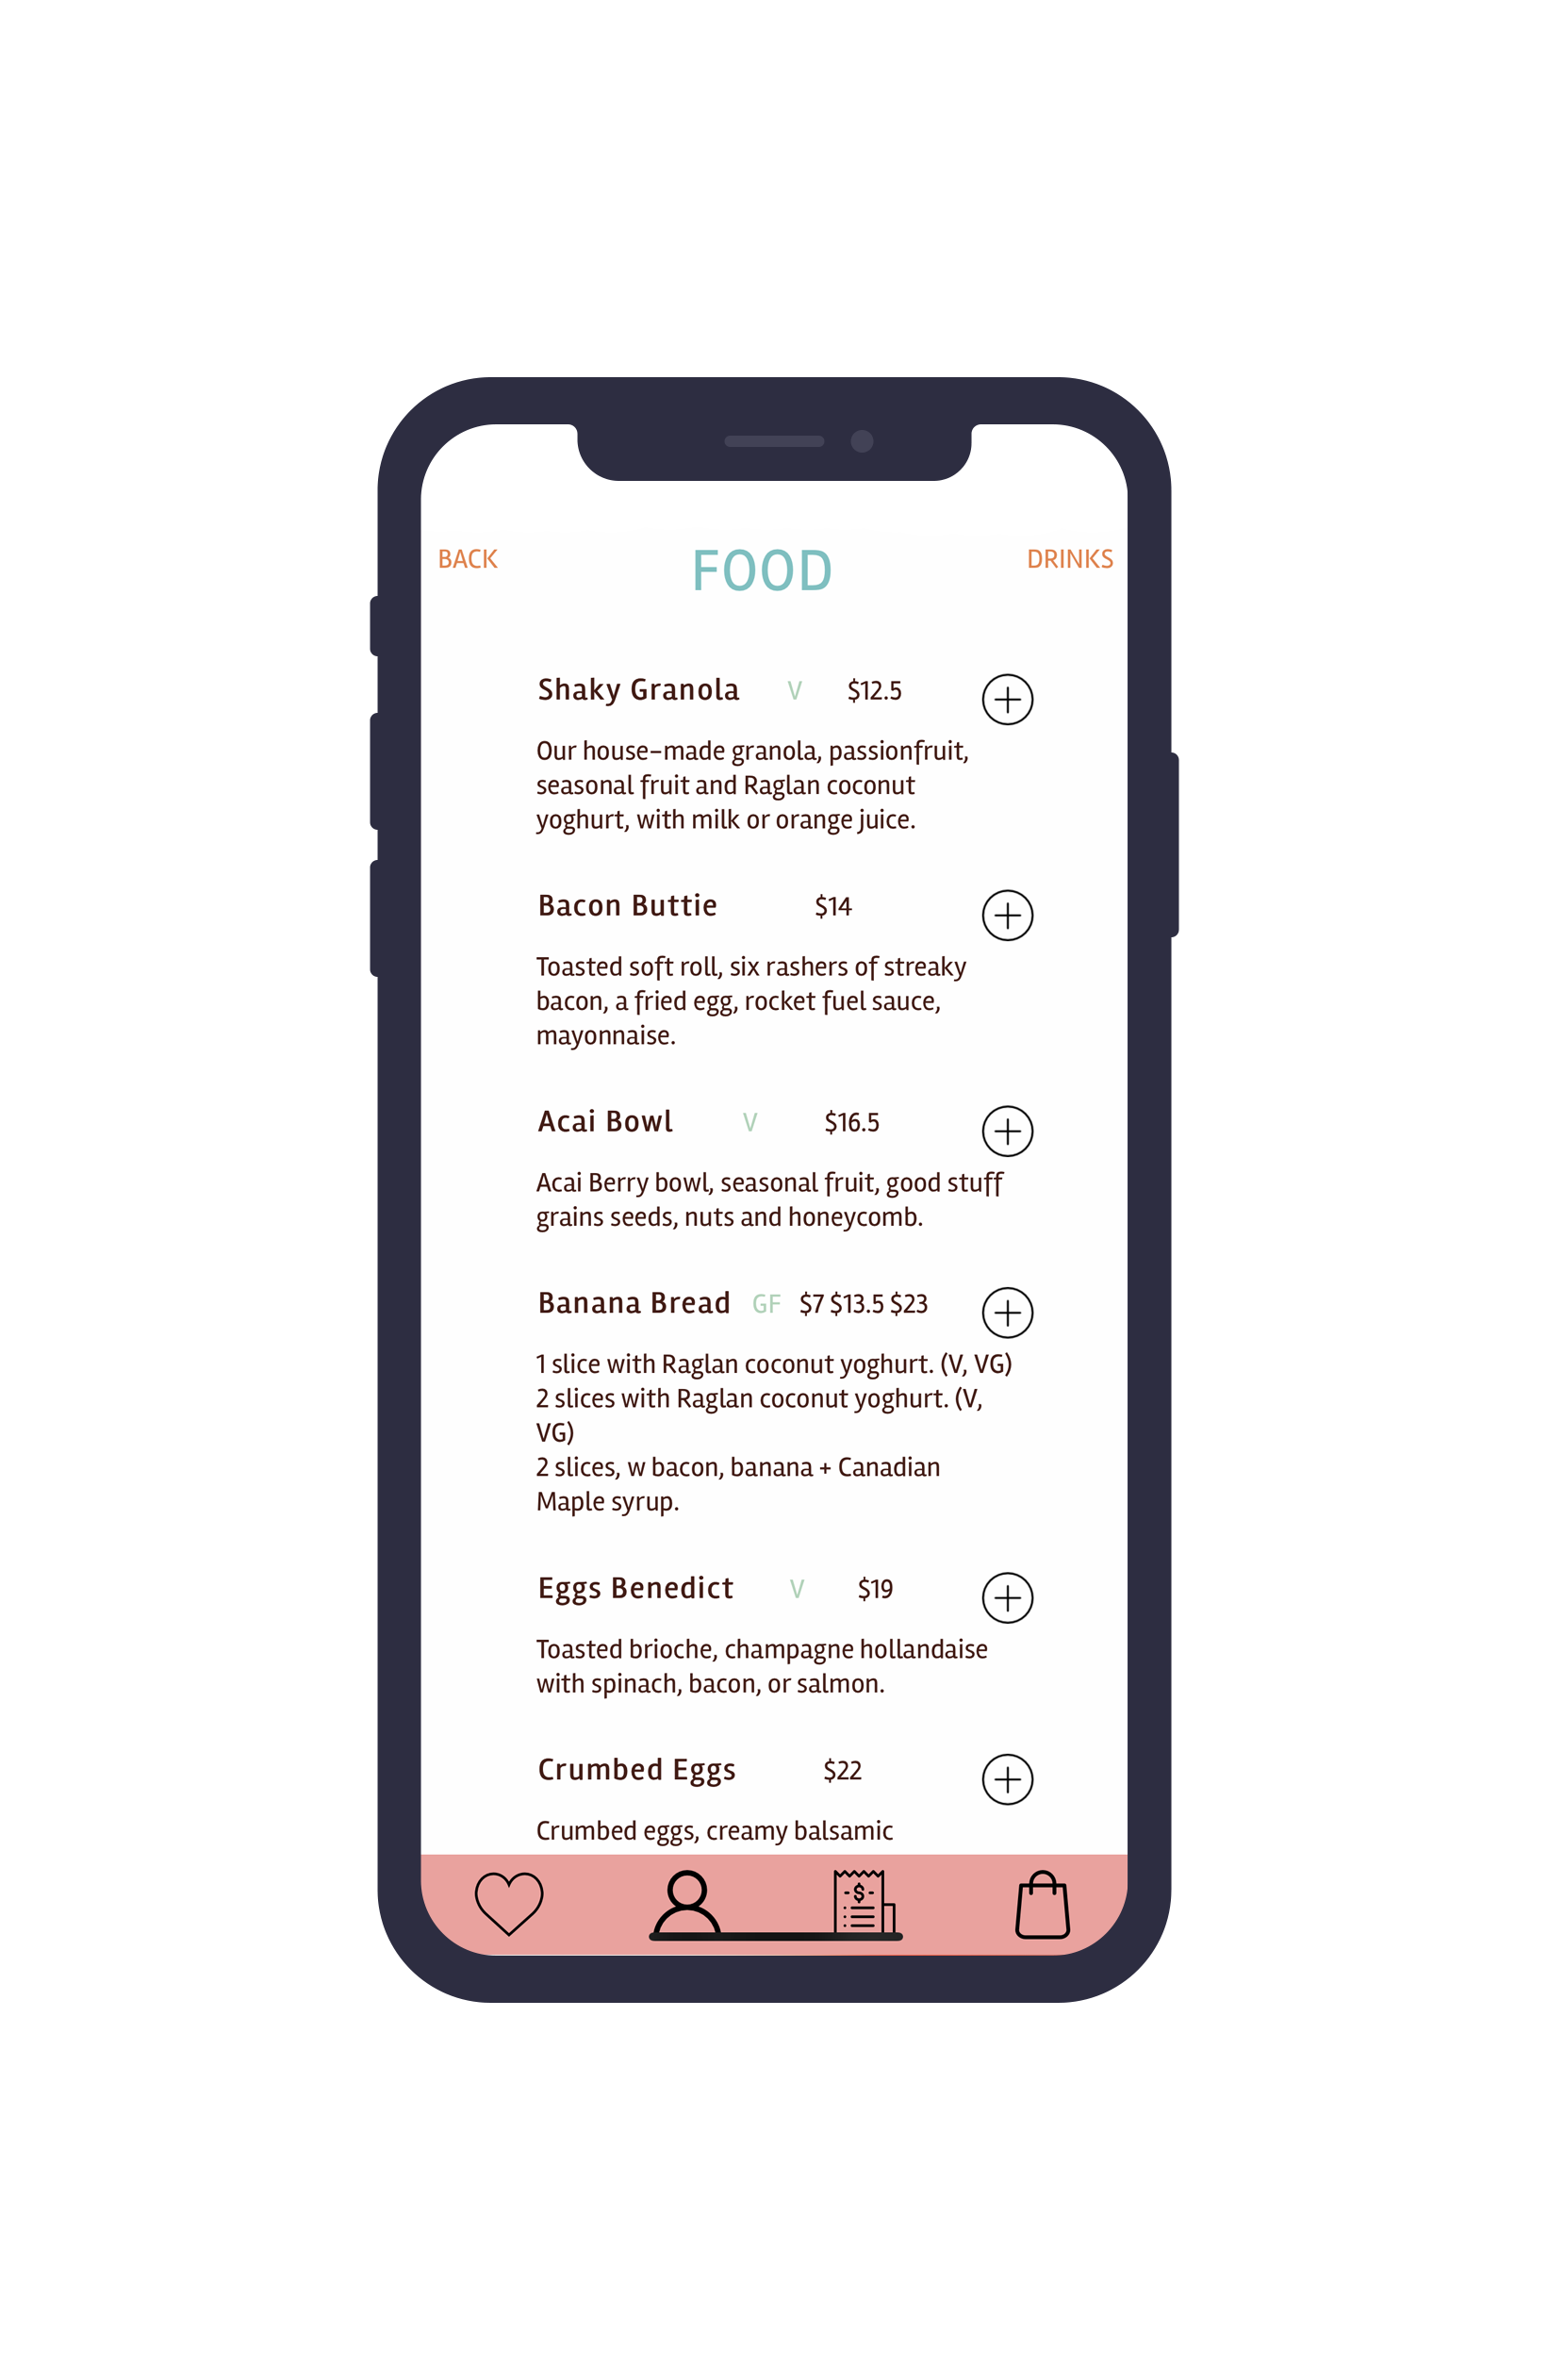 BACK FOOD DRINKS
Shaky Granola V $12.5
Our house-made granola, passionfruit,
seasonal fruit and Raglan coconut
yoghurt, with milk or orange juice.
Bacon Buttie $14
Toasted soft roll, six rashers of streaky
bacon, a fried egg, rocket fuel sauce,
mayonnaise.
Acai Bowl V $16.5
Acai Berry bowl, seasonal fruit, good stuff
grains seeds, nuts and honeycomb.
Banana Bread GF $7 $13.5 $23
1 slice with Raglan coconut yoghurt. (V, VG)
2 slices with Raglan coconut yoghurt. (V,
VG)
2 slices, w bacon, banana + Canadian
Maple syrup.
Eggs Benedict V $19
Toasted brioche, champagne hollandaise
with spinach, bacon, or salmon.
Crumbed Eggs $22
Crumbed eggs, creamy balsamic
$